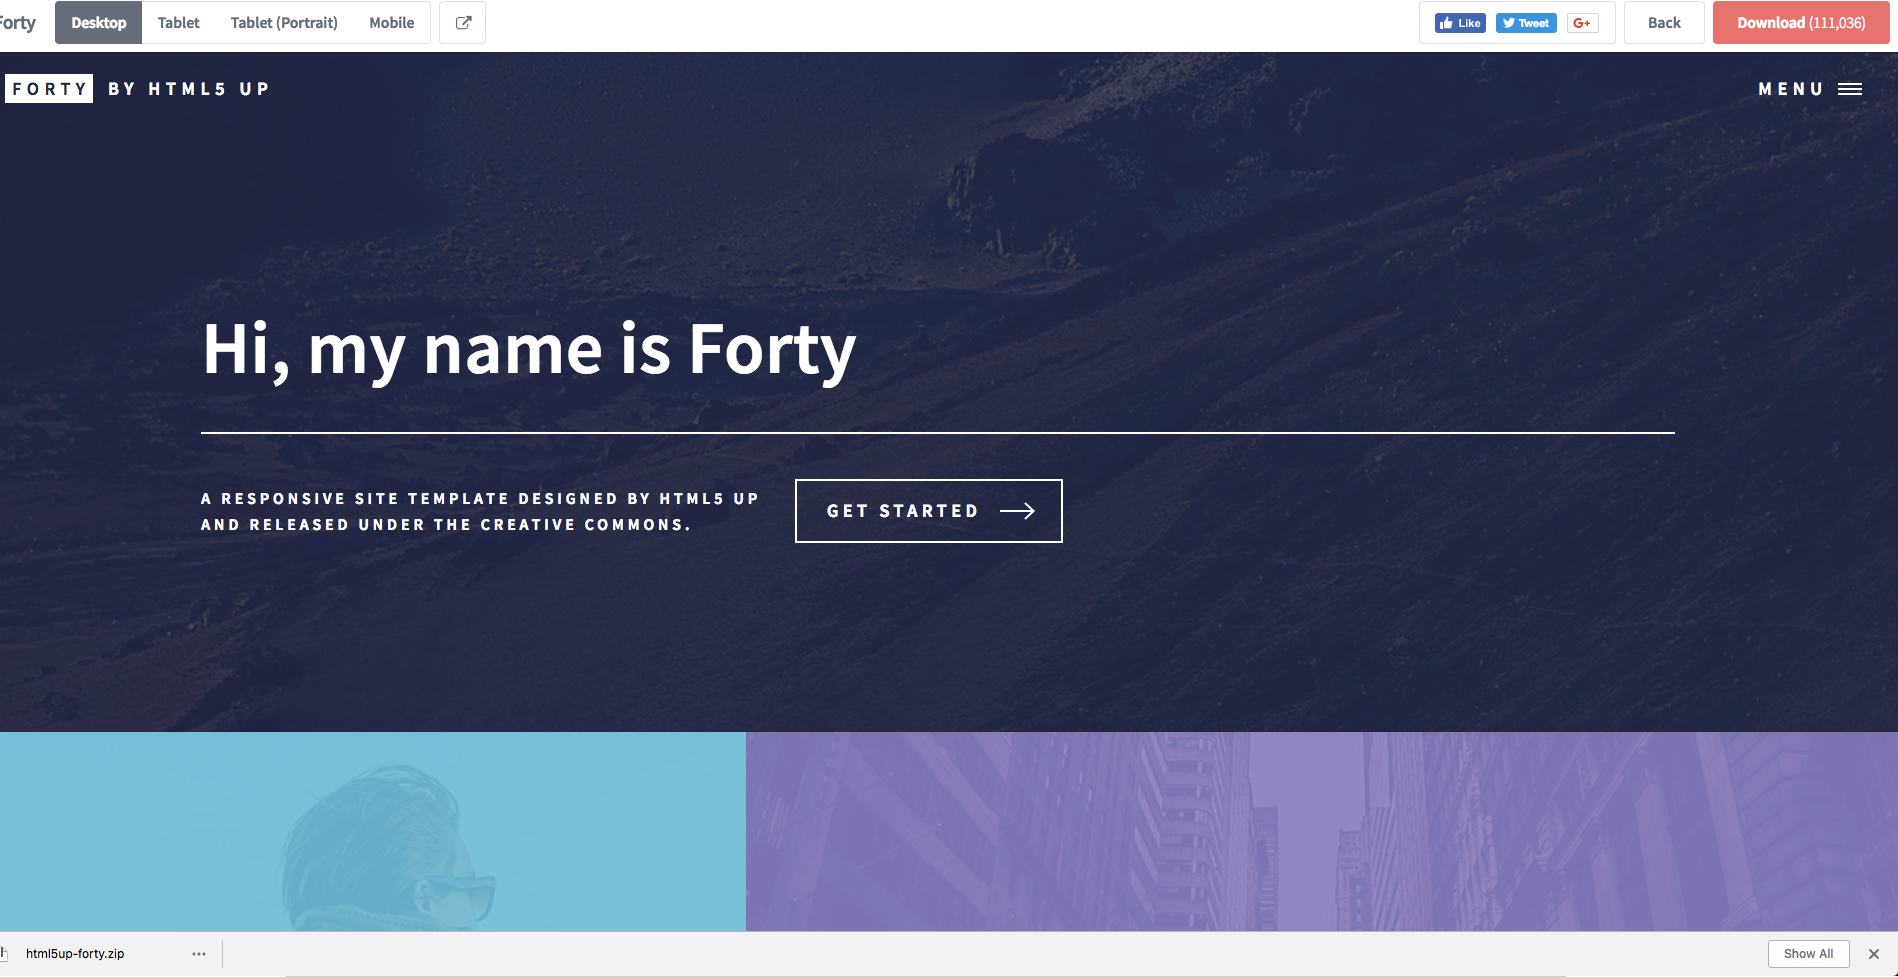 Forty Desktop Tablet Tablet (Portrait) Mobile Like Tweet G+ Back Download (111,036)
FORTY BY HTML5 UP MENU
Hi, my name is Forty
A RESPONSIVE SITE TEMPLATE DESIGNED BY HTML5 UP
AND RELEASED UNDER THE CREATIVE COMMONS.
GET STARTED
html5up-forty.zip Show All